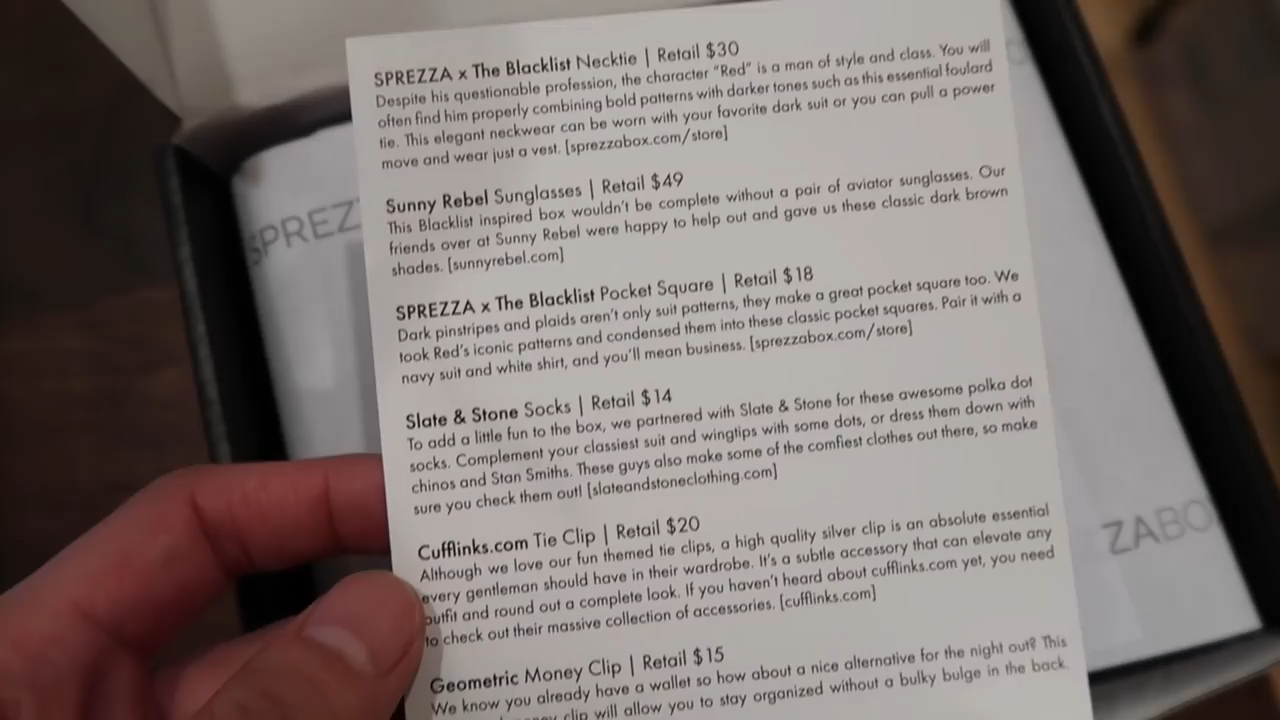 SPREZZA x The Blacklist Necktie | Retail $30
Despite his questionable profession, the character "Red" is a man of style and class. You will
often find him properly combining bold patterns with darker tones such as this essential foulard
tie. This elegant neckwear can be worn with your favorite dark suit or you can pull a power
move and wear just a vest. [sprezzabox.com/store]
Sunny Rebel Sunglasses | Retail $49
This Blacklist inspired box wouldn't be complete without a pair of aviator sunglasses. Our
friends over at Sunny Rebel were happy to help out and gave us these classic dark brown
shades. [sunnyrebel.com]
SPREZZA x The Blacklist Pocket Square | Retail $18
Dark pinstripes and plaids aren't only suit patterns, they make a great pocket square too. We
took Red's iconic patterns and condensed them into these classic pocket squares. Pair it with a
navy suit and white shirt, and you'll mean business. [sprezzabox.com/store]
Slate & Stone Socks | Retail $14
To add a little fun to the box, we partnered with Slate & Stone for these awesome polka dot
socks. Complement your classiest suit and wingtips with some dots, or dress them down with
chinos and Stan Smiths. These guys also make some of the comfiest clothes out there, so make
sure you check them out! [slateandstoneclothing.com]
Cufflinks.com Tie Clip | Retail $20
Although we love our fun themed tie clips, a high quality silver clip is an absolute essential
every gentleman should have in their wardrobe. It's a subtle accessory that can elevate any
outfit and round out a complete look. If you haven't heard about cufflinks.com yet, you need
to check out their massive collection of accessories. [cufflinks.com]
Geometric Money Clip | Retail $15
We know you already have a wallet so how about a nice alternative for the night out? This
clip will allow you to stay organized without a bulky bulge in the back.
SPREZ
ZABO